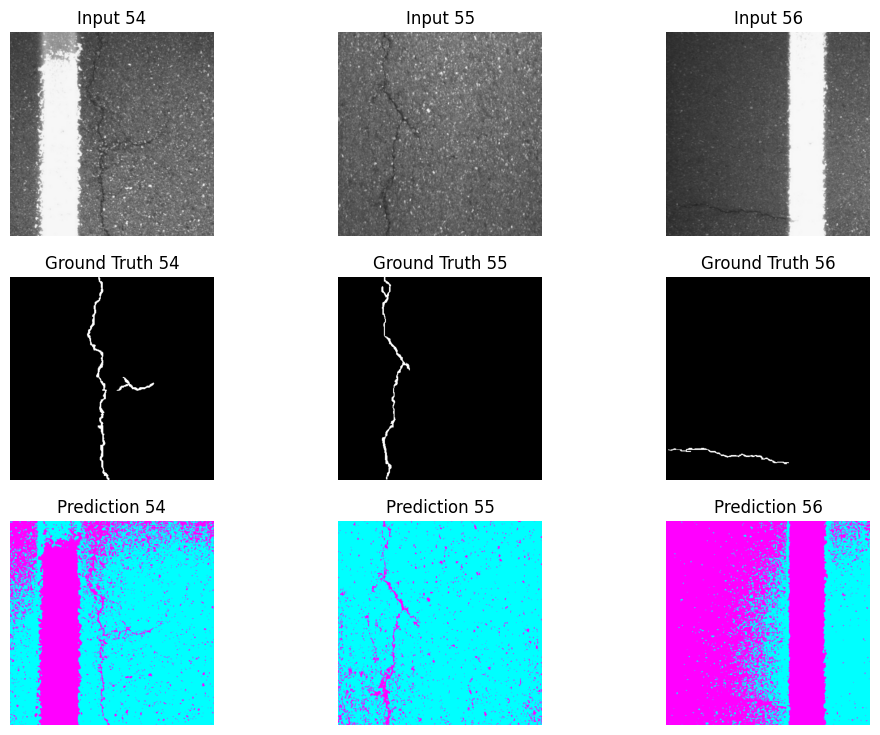 Input 54
Input 55
Input 56
Ground Truth 54
Ground Truth 55
Ground Truth 56
Prediction 54
Prediction 55
Prediction 56